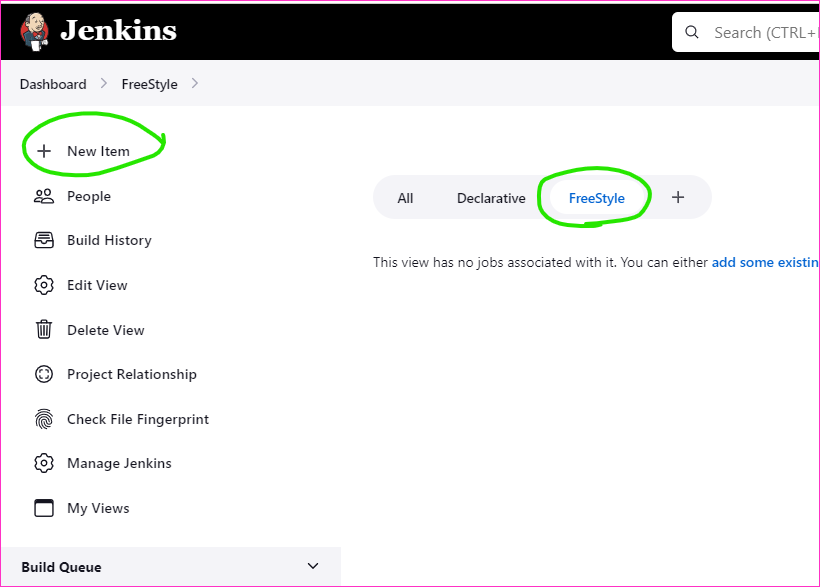 Jenkins
Search (CTRL+
Dashboard
FreeStyle
New Item
People
Build History
Edit View
Delete View
Project Relationship
Check File Fingerprint
Manage Jenkins
My Views
Build Queue
All Declarative FreeStyle +
This view has no jobs associated with it. You can either add some existin